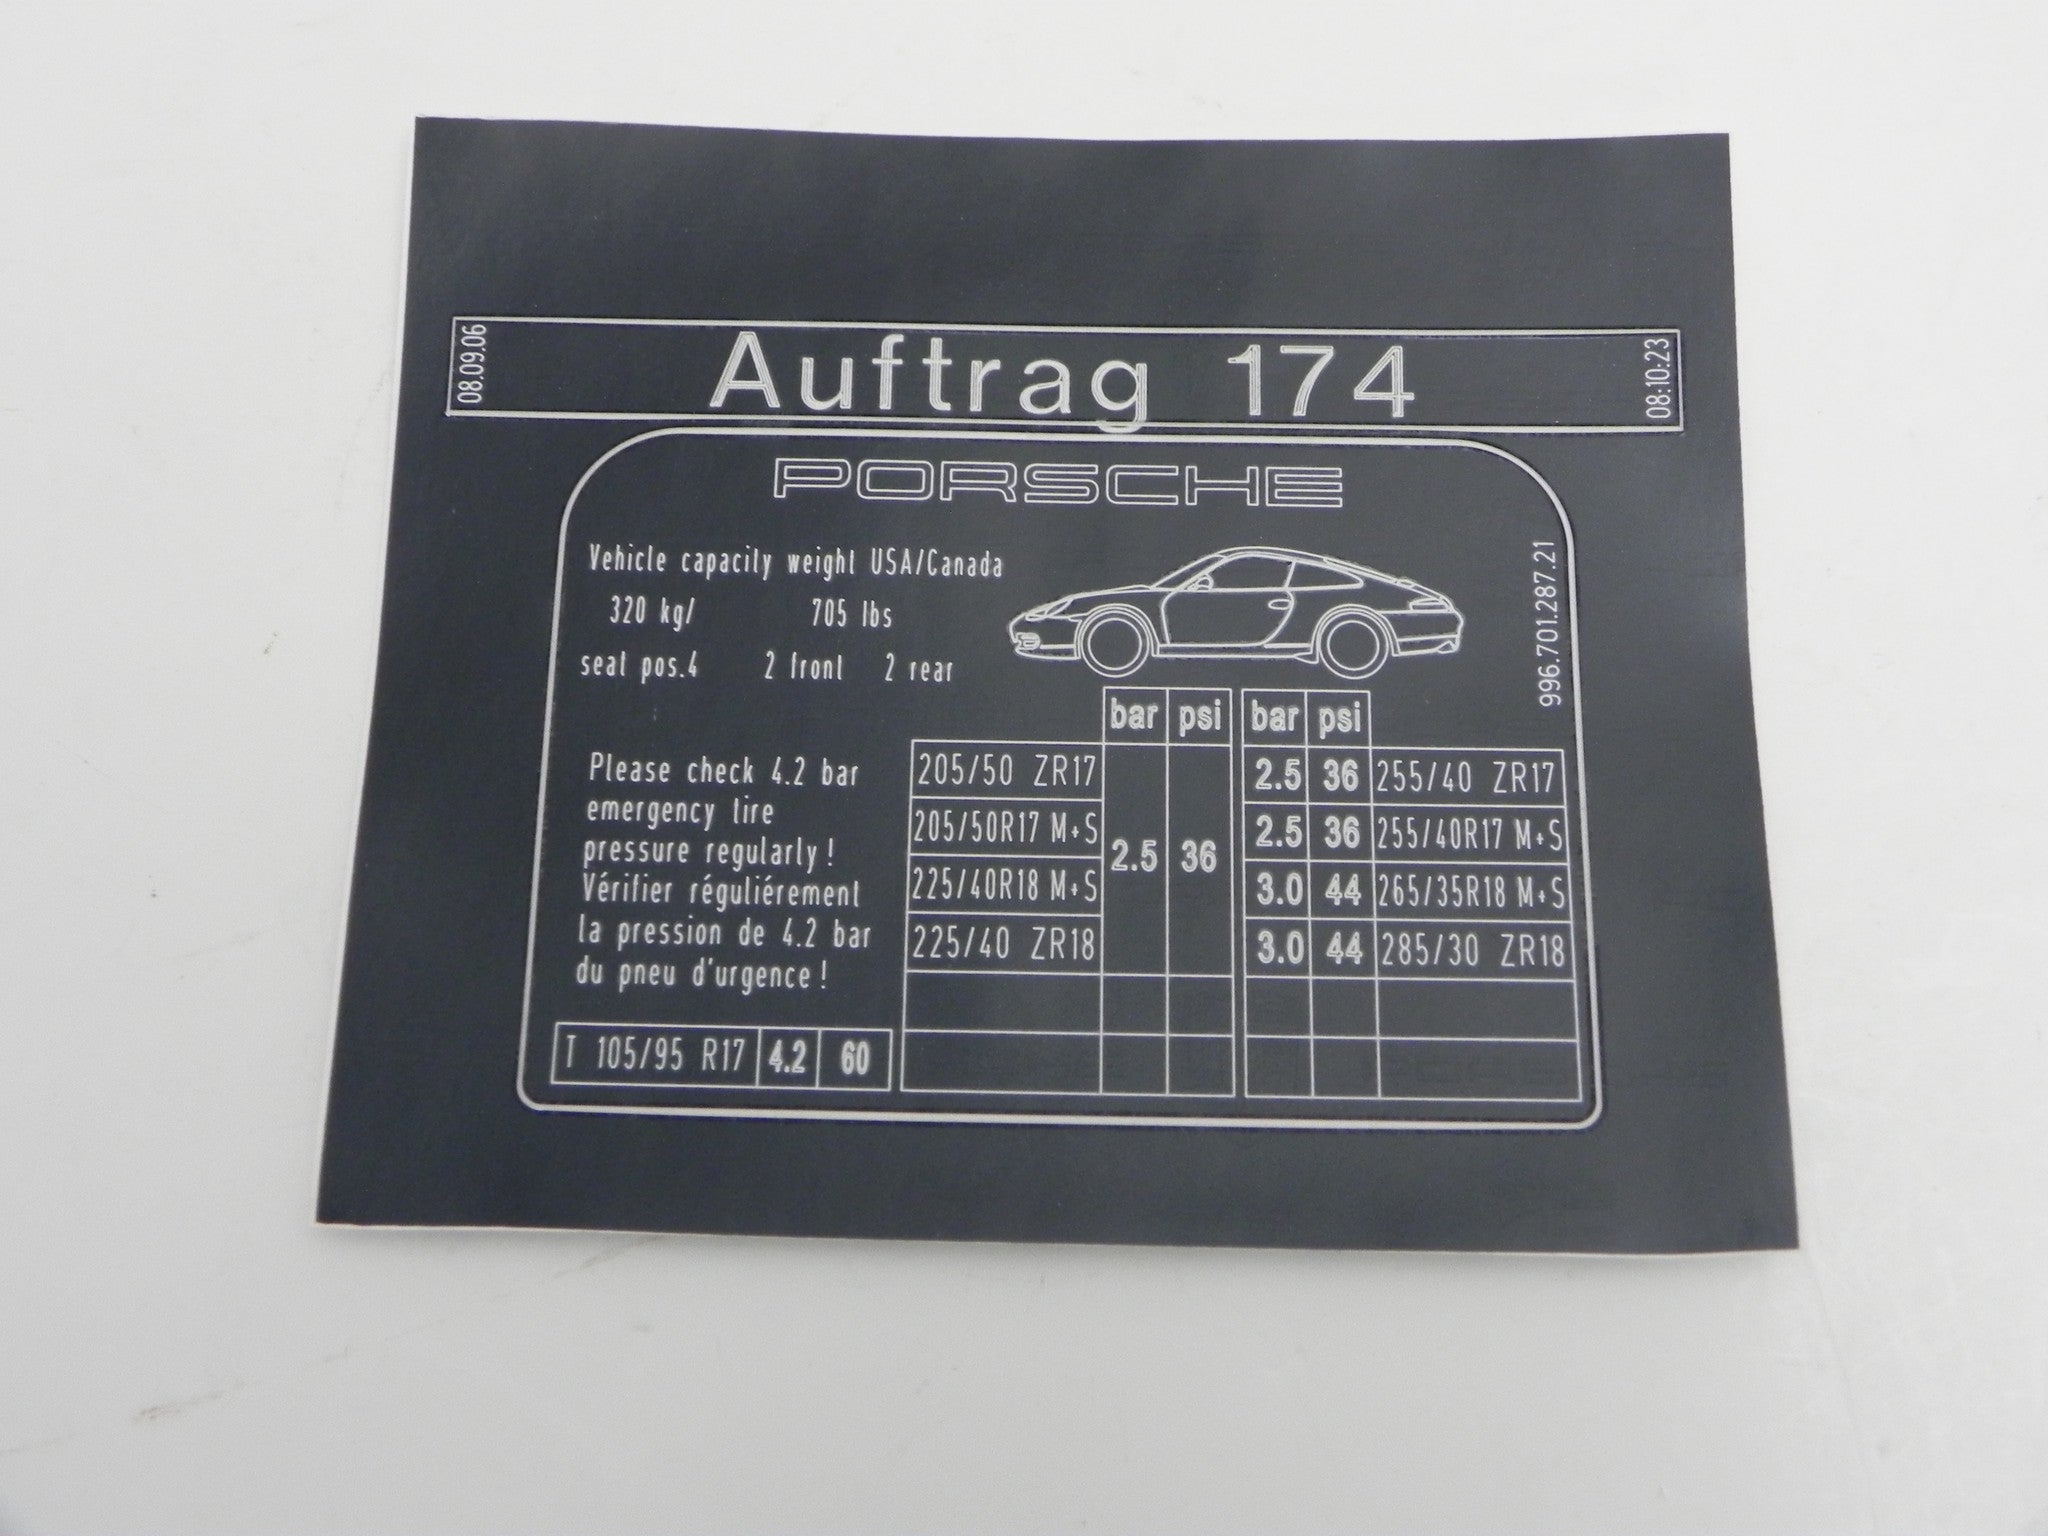 08.09.06 Auftrag 174 08:10:23
PORSCHE
Vehicle capacity weight USA/Canada
320 kg/ 705 lbs
seat pos.4 2 front 2 rear
996.701.287.21
bar psi bar psi
205/50 ZR17 2.5 36 2.5 36 255/40 ZR17
205/50R17 M+S 2.5 36 255/40R17 M+S
225/40R18 M+S 3.0 44 265/35R18 M+S
225/40 ZR18 3.0 44 285/30 ZR18
Please check 4.2 bar
emergency tire
pressure regularly!
Vérifier réguliérement
la pression de 4.2 bar
du pneu d'urgence!
T 105/95 R17 4.2 60